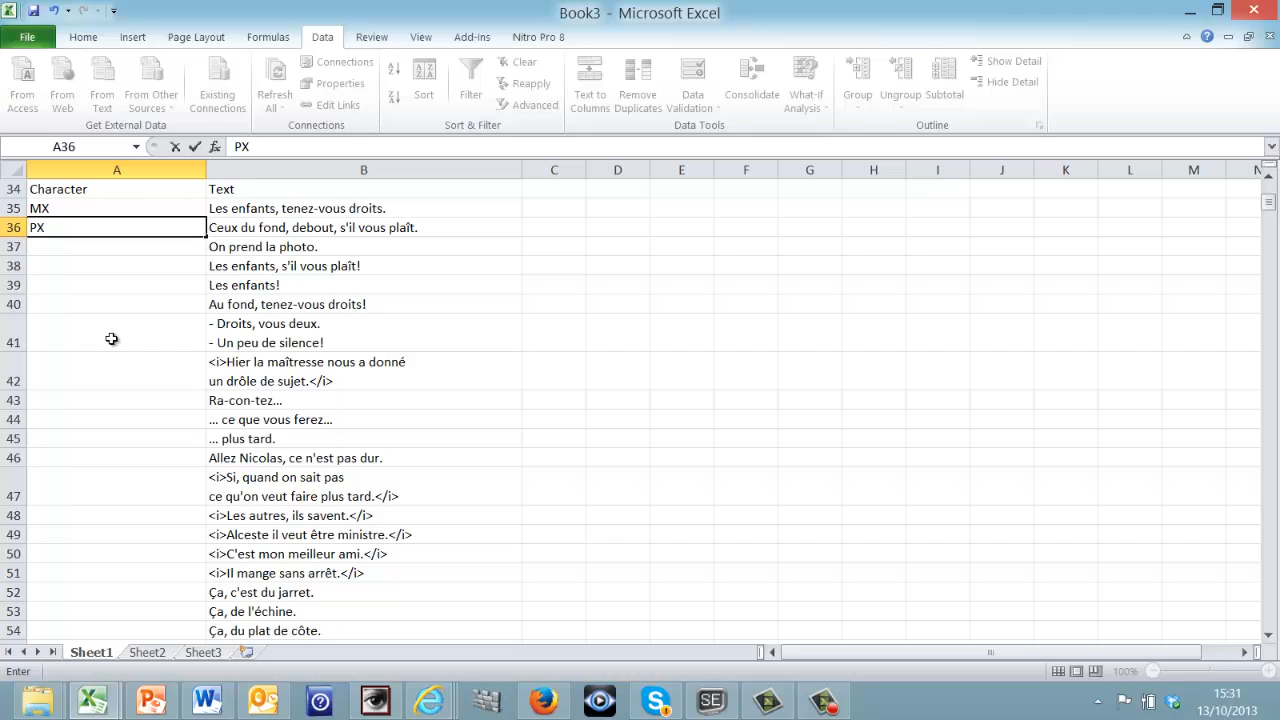 Book3 - Microsoft Excel
File Home Insert Page Layout Formulas Data Review View Add-Ins Nitro Pro 8
From Access
From Web
From Text
From Other Sources
Existing Connections
Get External Data
Refresh All
Connections
Properties
Edit Links
Connections
Sort
Filter
Clear
Reapply
Advanced
Sort & Filter
Text to Columns
Remove Duplicates
Data Validation
Consolidate
What-if Analysis
Data Tools
Group
Ungroup
Subtotal
Show Detail
Hide Detail
Outline
A36 fx PX
A B C D E F G H I J K L M N
34 Character Text
35 MX Les enfants, tenez-vous droits.
36 PX Ceux du fond, debout, s'il vous plaît.
37 On prend la photo.
38 Les enfants, s'il vous plaît!
39 Les enfants!
40 Au fond, tenez-vous droits!
- Droits, vous deux.
41 - Un peu de silence!
<i>Hier la maîtresse nous a donné
42 un drôle de sujet.</i>
43 Ra-con-tez...
44 ... ce que vous ferez...
45 ... plus tard.
46 Allez Nicolas, ce n'est pas dur.
<i>Si, quand on sait pas
47 ce qu'on veut faire plus tard.</i>
48 <i>Les autres, ils savent.</i>
49 <i>Alceste il veut être ministre.</i>
50 <i>C'est mon meilleur ami.</i>
51 <i>Il mange sans arrêt.</i>
52 Ça, c'est du jarret.
53 Ça, de l'échine.
54 Ça, du plat de côte.
Sheet1 Sheet2 Sheet3
Enter 100%
15:31
13/10/2013